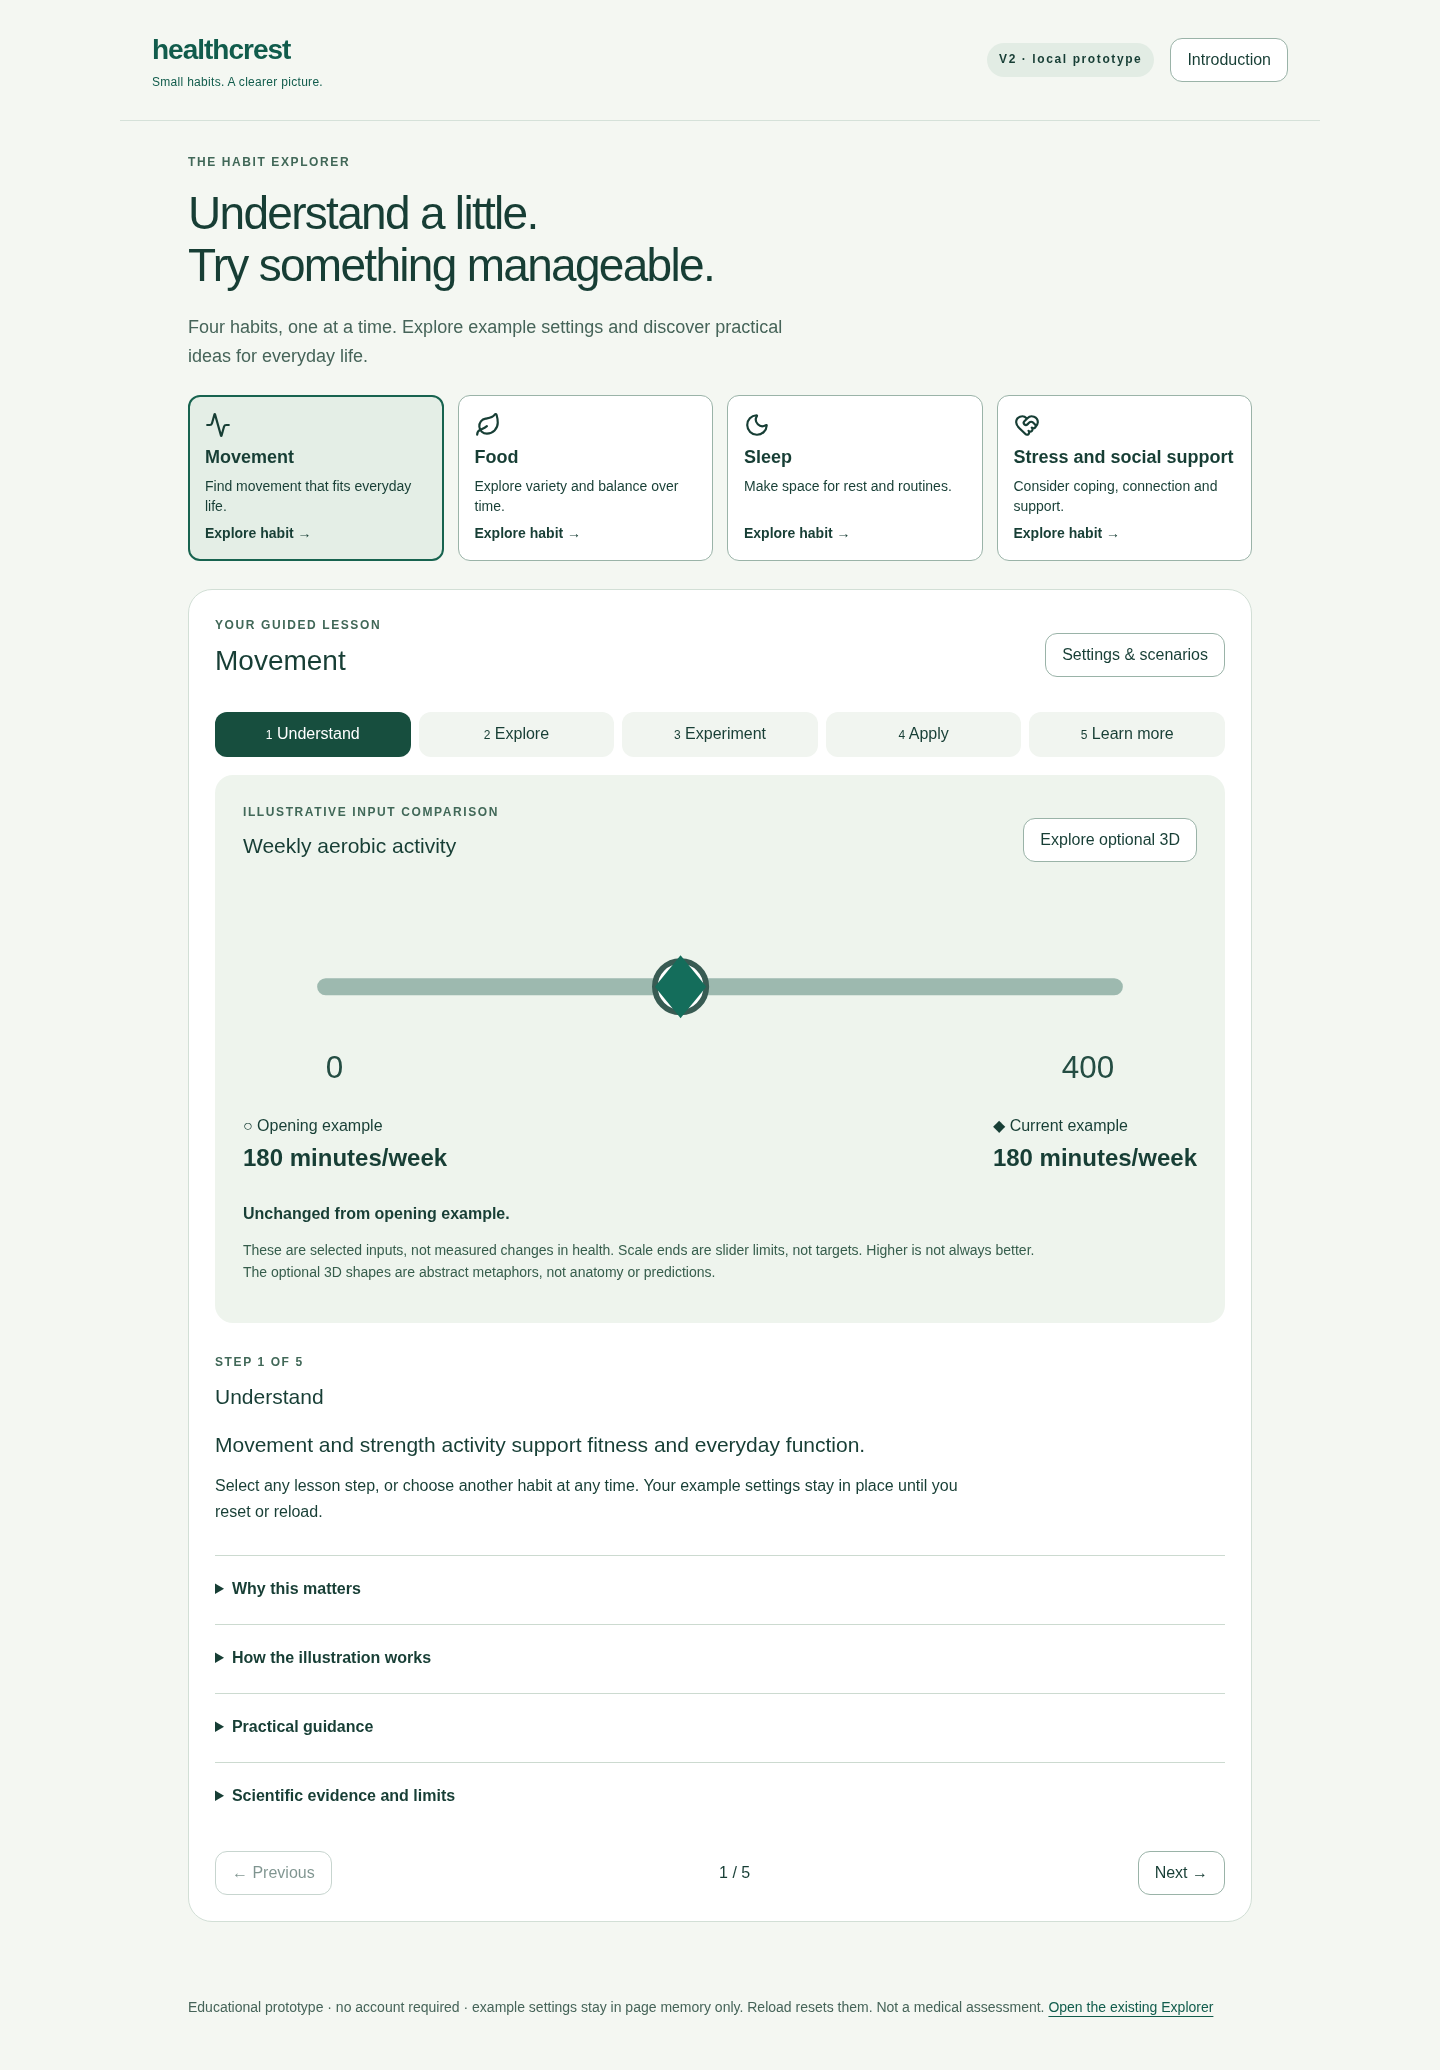 healthcrest
Small habits. A clearer picture.
V2 · local prototype
Introduction
THE HABIT EXPLORER
Understand a little.
Try something manageable.
Four habits, one at a time. Explore example settings and discover practical
ideas for everyday life.
Movement
Find movement that fits everyday
life.
Explore habit →
Food
Explore variety and balance over
time.
Explore habit →
Sleep
Make space for rest and routines.
Explore habit →
Stress and social support
Consider coping, connection and
support.
Explore habit →
YOUR GUIDED LESSON
Movement
Settings & scenarios
1 Understand
2 Explore
3 Experiment
4 Apply
5 Learn more
ILLUSTRATIVE INPUT COMPARISON
Weekly aerobic activity
Explore optional 3D
0
400
○ Opening example
180 minutes/week
◆ Current example
180 minutes/week
Unchanged from opening example.
These are selected inputs, not measured changes in health. Scale ends are slider limits, not targets. Higher is not always better.
The optional 3D shapes are abstract metaphors, not anatomy or predictions.
STEP 1 OF 5
Understand
Movement and strength activity support fitness and everyday function.
Select any lesson step, or choose another habit at any time. Your example settings stay in place until you
reset or reload.
▶ Why this matters
▶ How the illustration works
▶ Practical guidance
▶ Scientific evidence and limits
← Previous
1 / 5
Next →
Educational prototype · no account required · example settings stay in page memory only. Reload resets them. Not a medical assessment. Open the existing Explorer